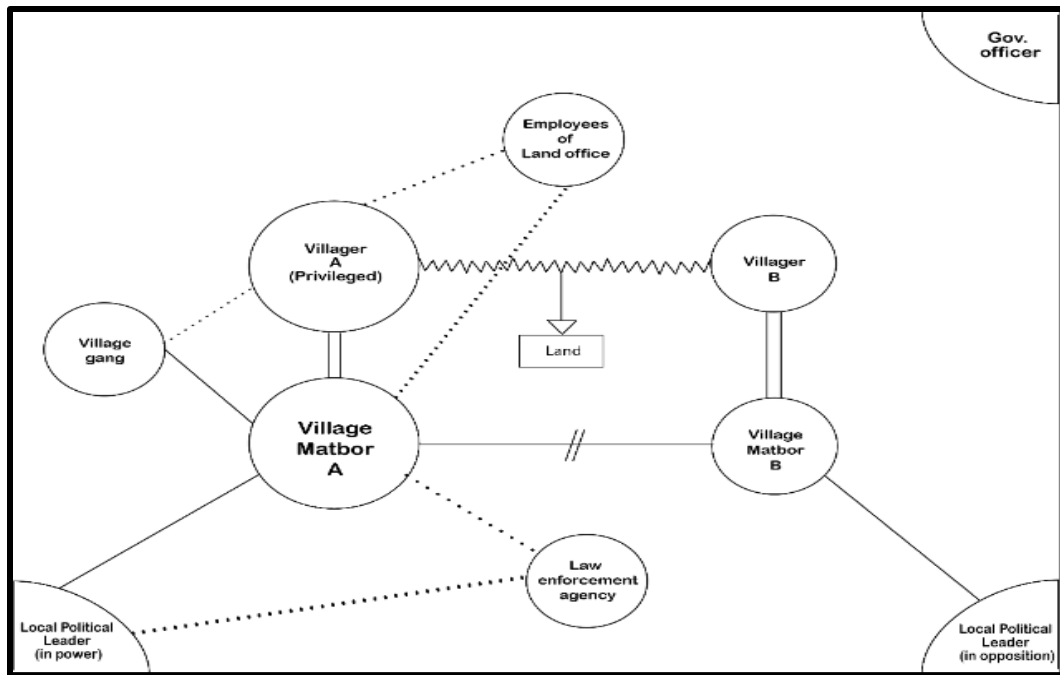 Gov.
officer
Employees
of
Land office
Villager
A
(Privileged)
Villager
B
Village
gang
Land
Village
Matbor
A
Village
Matbor
B
Law
enforcement
agency
Local Political
Leader
(in power)
Local Political
Leader
(in opposition)